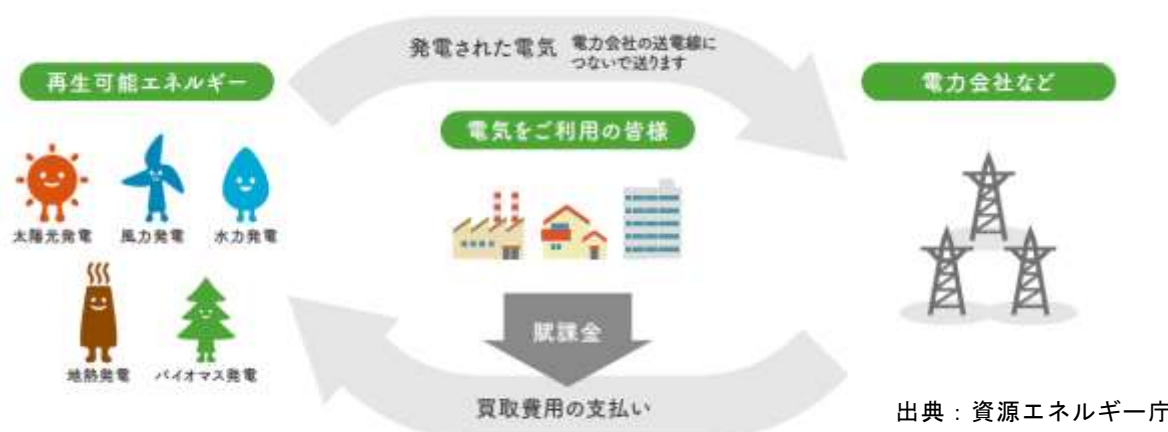 発電された電気 電力会社の送電線に
つないで送ります
再生可能エネルギー
電力会社など
電気をご利用の皆様
太陽光発電
風力発電
水力発電
地熱発電
バイオマス発電
賦課金
買取費用の支払い
出典：資源エネルギー庁